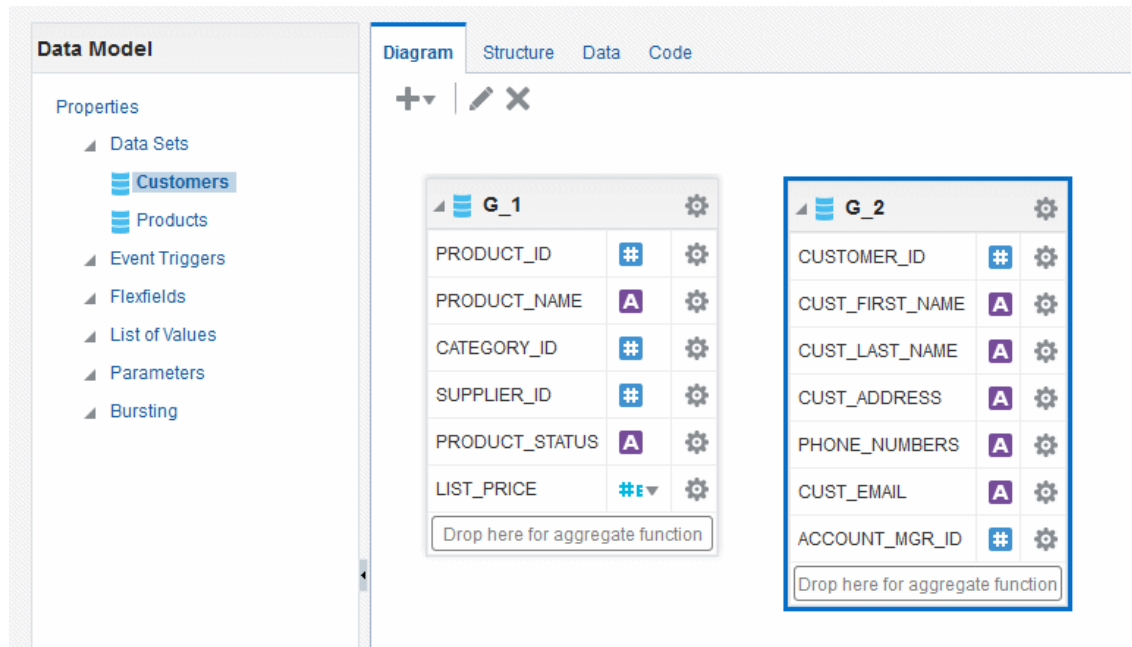 Data Model
Properties
Data Sets
Customers
Products
Event Triggers
Flexfields
List of Values
Parameters
Bursting
Diagram Structure Data Code
G_1
PRODUCT_ID #
PRODUCT_NAME A
CATEGORY_ID #
SUPPLIER_ID #
PRODUCT_STATUS A
LIST_PRICE #E
Drop here for aggregate function
G_2
CUSTOMER_ID #
CUST_FIRST_NAME A
CUST_LAST_NAME A
CUST_ADDRESS A
PHONE_NUMBERS A
CUST_EMAIL A
ACCOUNT_MGR_ID #
Drop here for aggregate function